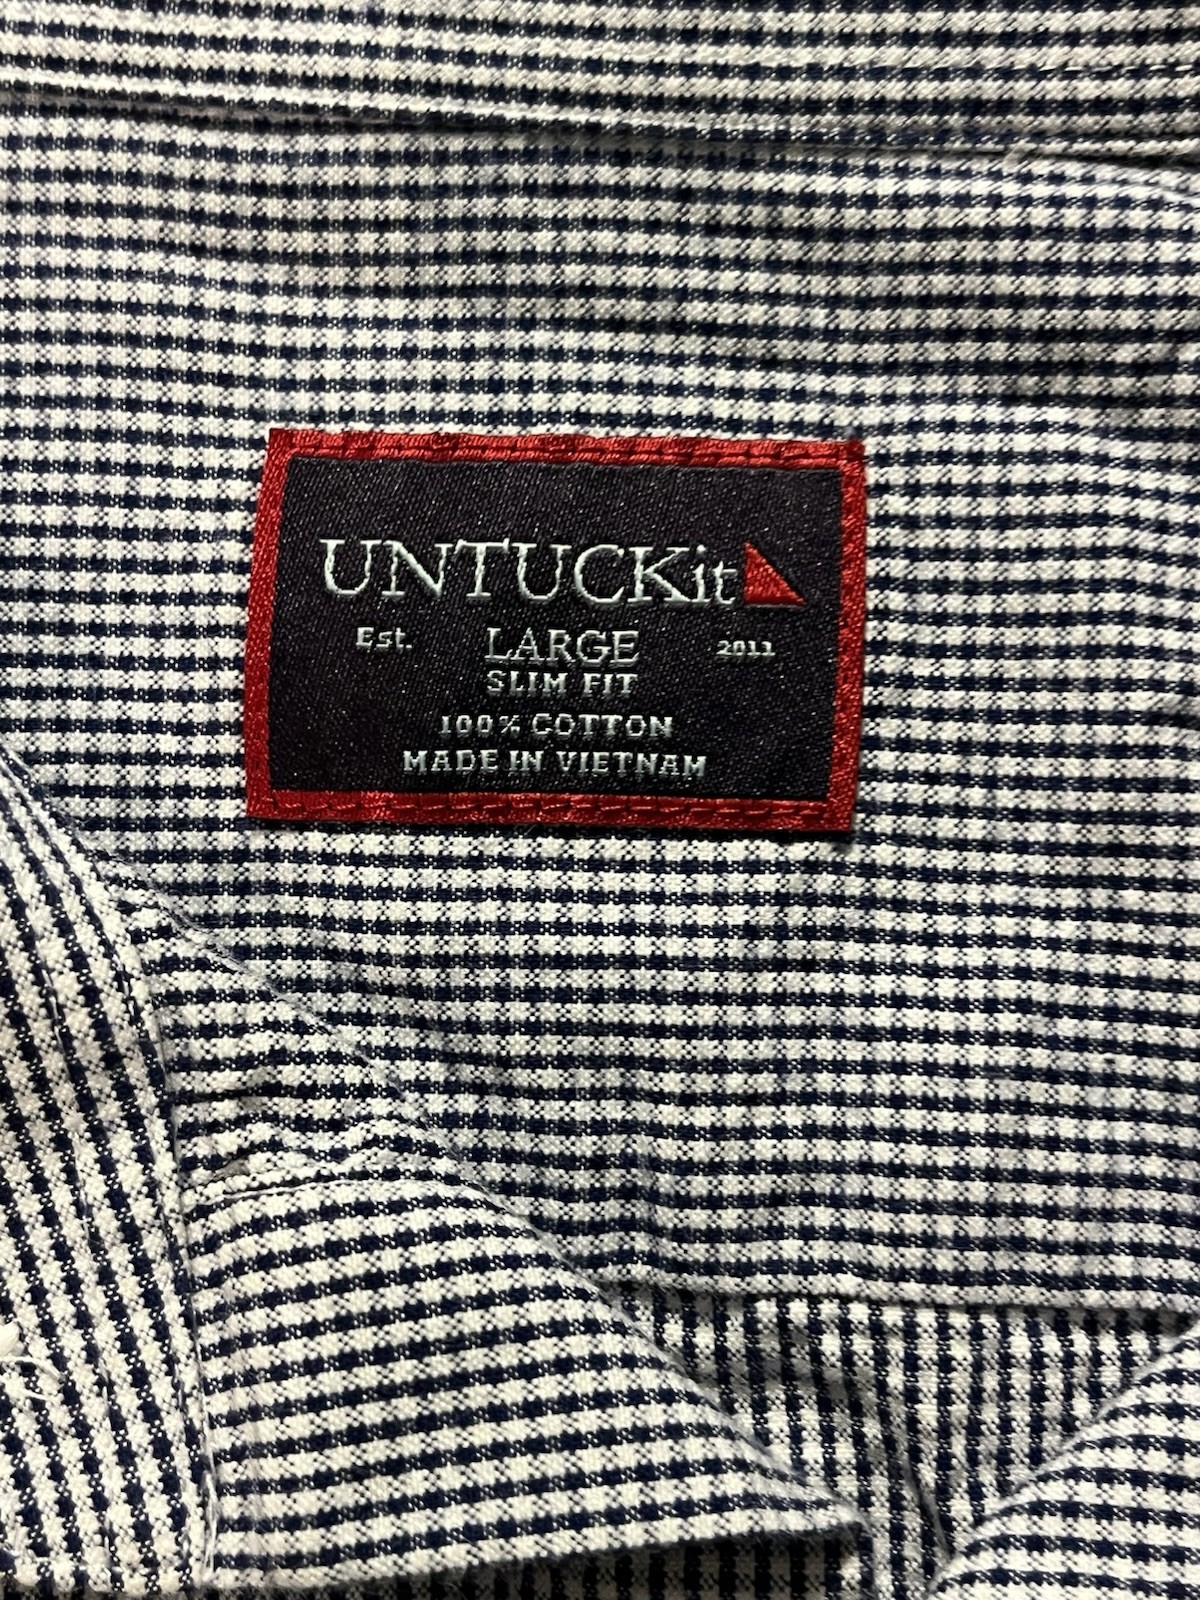 UNTUCKit
Est. LARGE 2011
SLIM FIT
100% COTTON
MADE IN VIETNAM